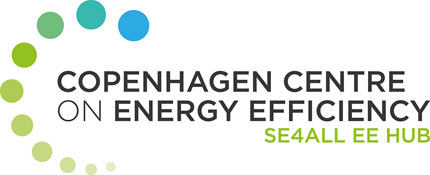 COPENHAGEN CENTRE
ON ENERGY EFFICIENCY
SE4ALL EE HUB